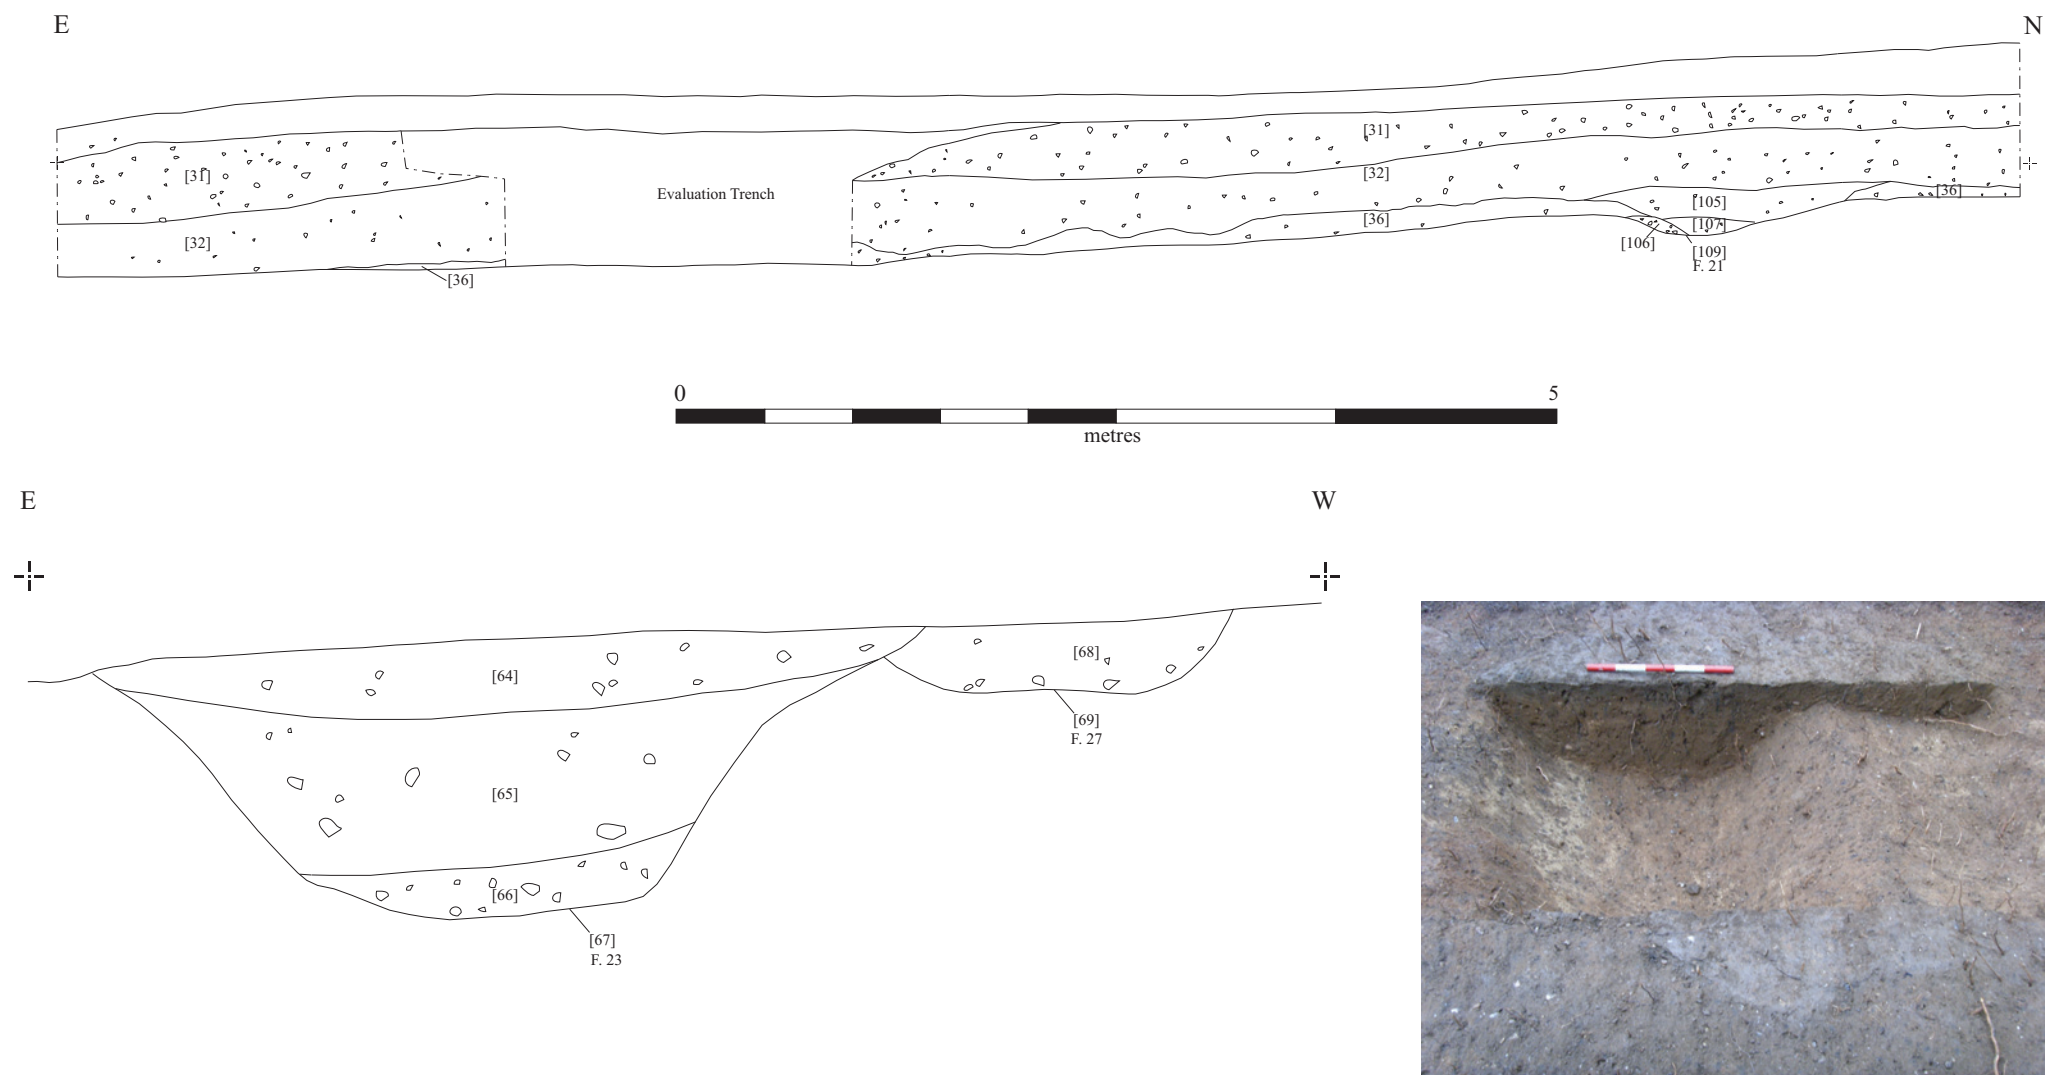 E
N
[31]
[31]
[32]
[36]
Evaluation Trench
[32]
[36]
[105]
[107]
[106]
[109]
F. 21
[36]
0
5
metres
E
W
[64]
[68]
[69]
F. 27
[65]
[66]
[67]
F. 23